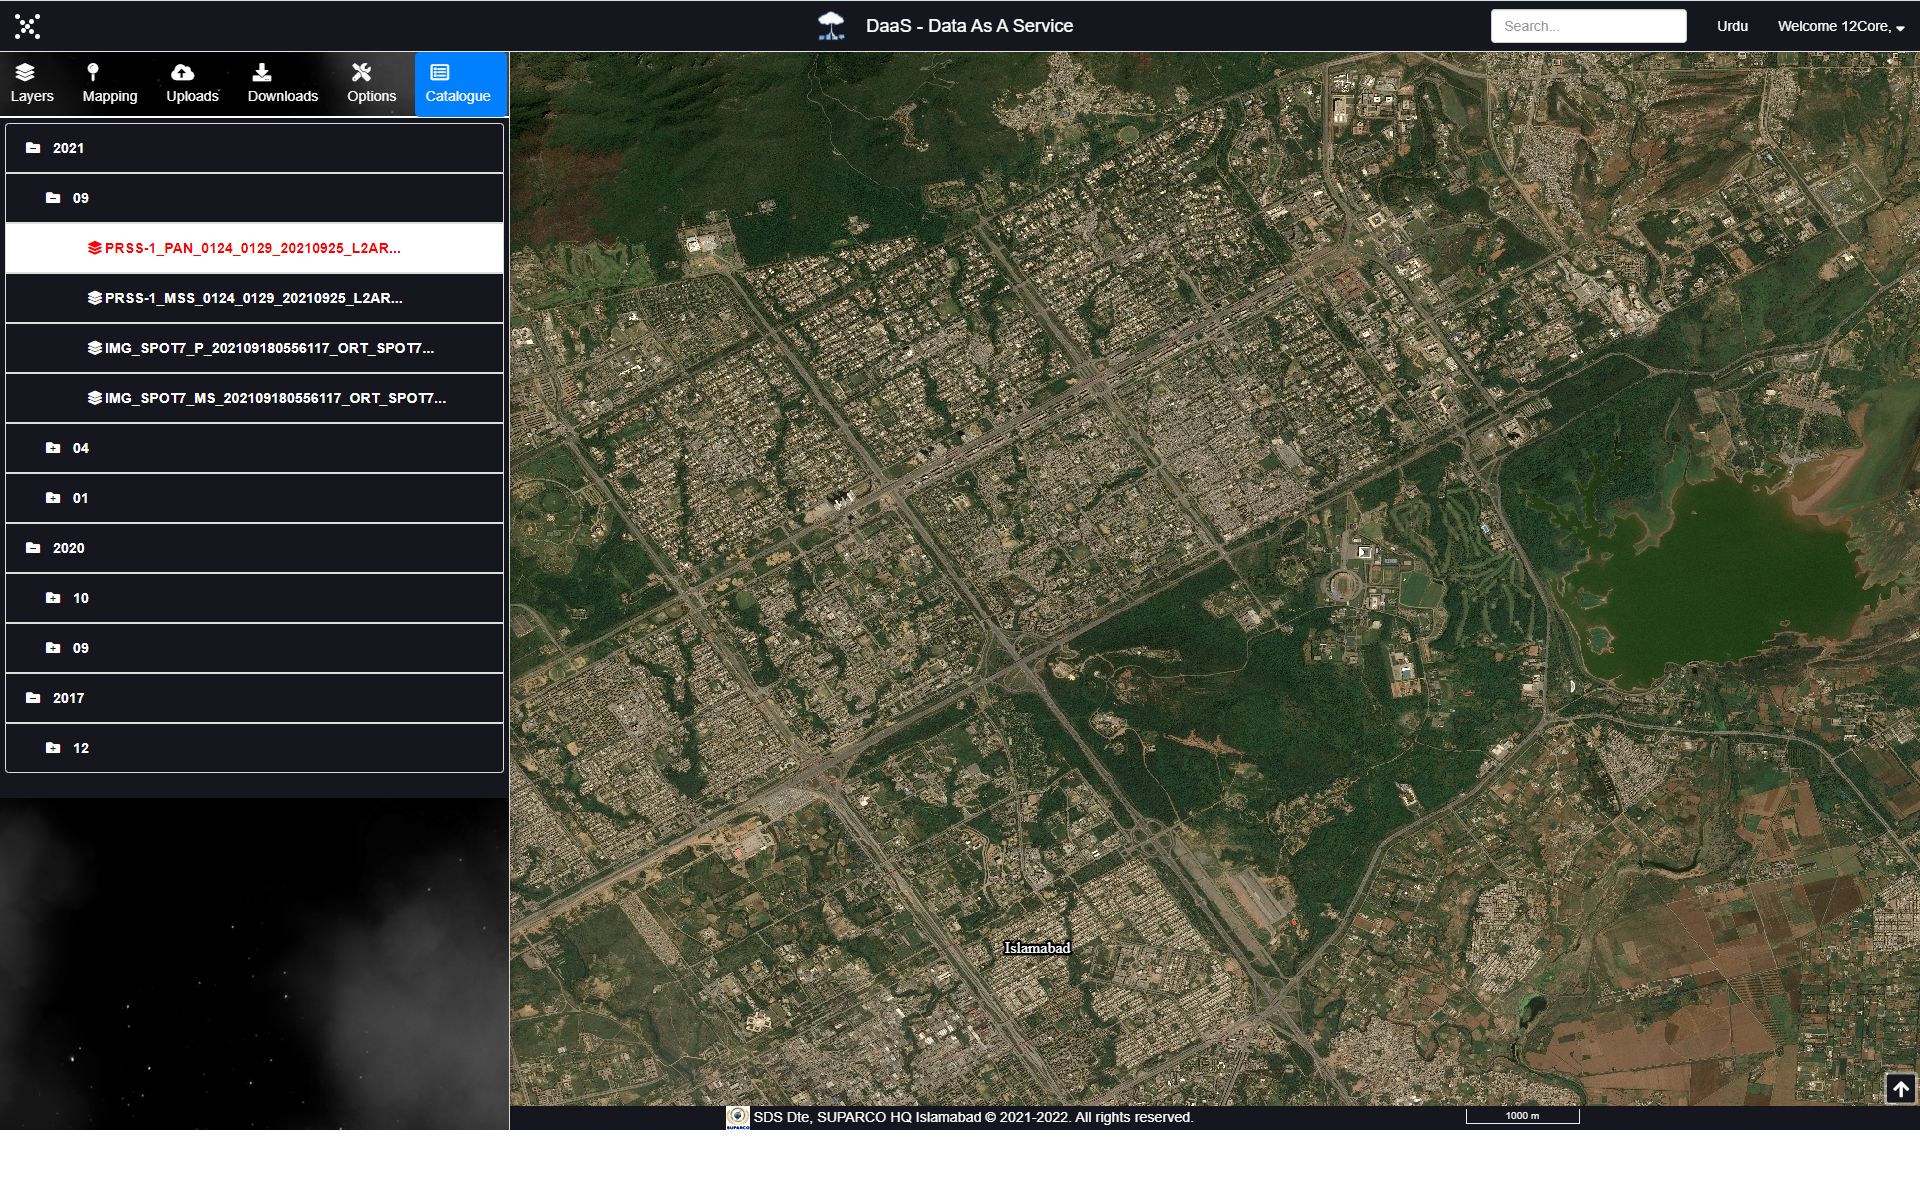 DaaS - Data As A Service
Search...
Urdu
Welcome 12Core,
Layers
Mapping
Uploads
Downloads
Options
Catalogue
2021
09
PRSS-1_PAN_0124_0129_20210925_L2AR...
PRSS-1_MSS_0124_0129_20210925_L2AR...
IMG_SPOT7_P_202109180556117_ORT_SPOT7...
IMG_SPOT7_MS_202109180556117_ORT_SPOT7...
04
01
2020
10
09
2017
12
Islamabad
SUPARCO
SDS Dte, SUPARCO HQ Islamabad © 2021-2022. All rights reserved.
1000 m